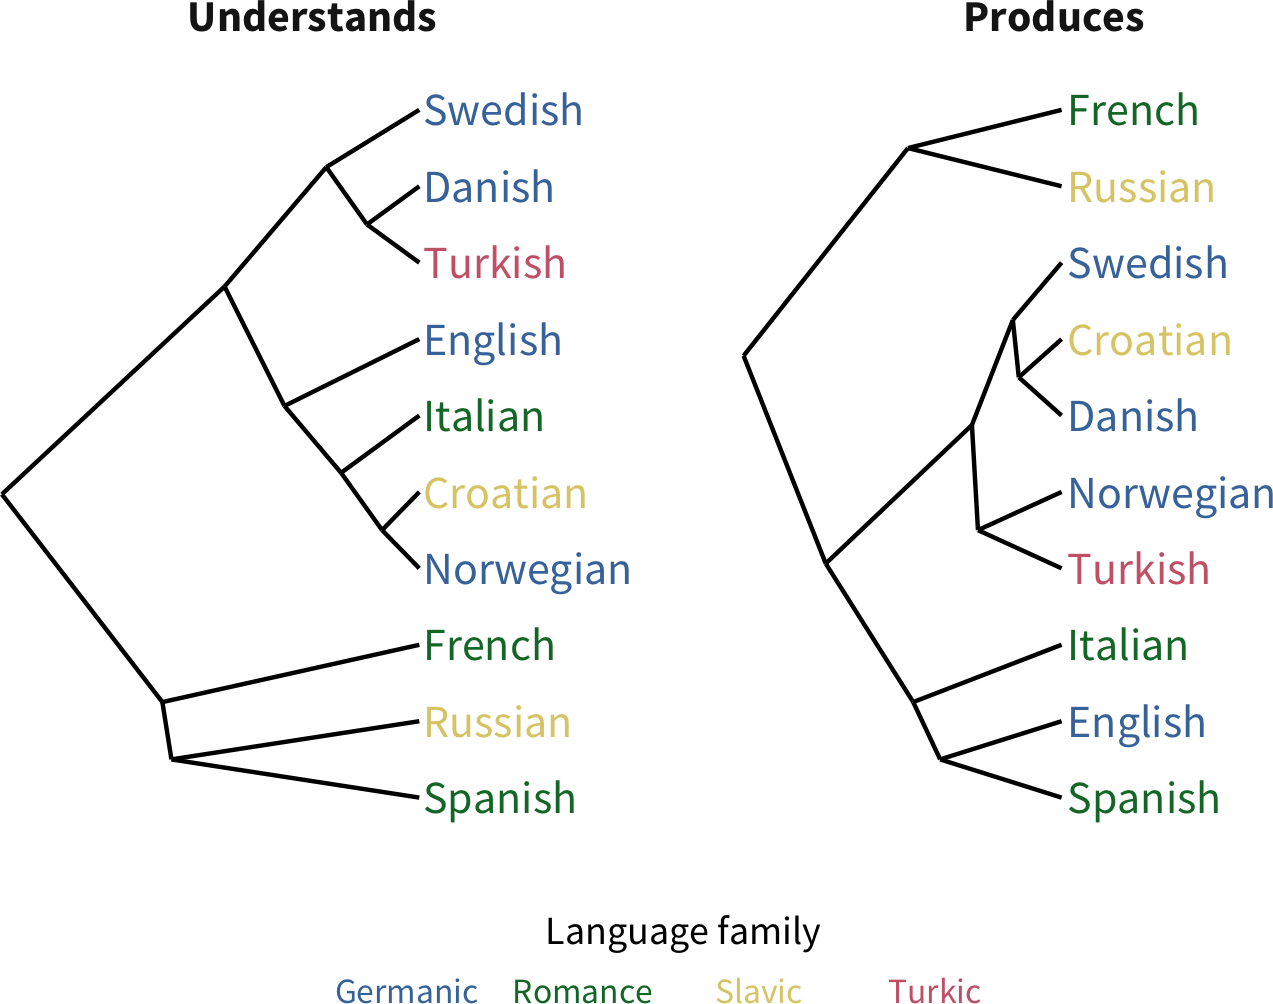 Understands
Swedish
Danish
Turkish
English
Italian
Croatian
Norwegian
French
Russian
Spanish
Produces
French
Russian
Swedish
Croatian
Danish
Norwegian
Turkish
Italian
English
Spanish
Language family
Germanic Romance Slavic Turkic